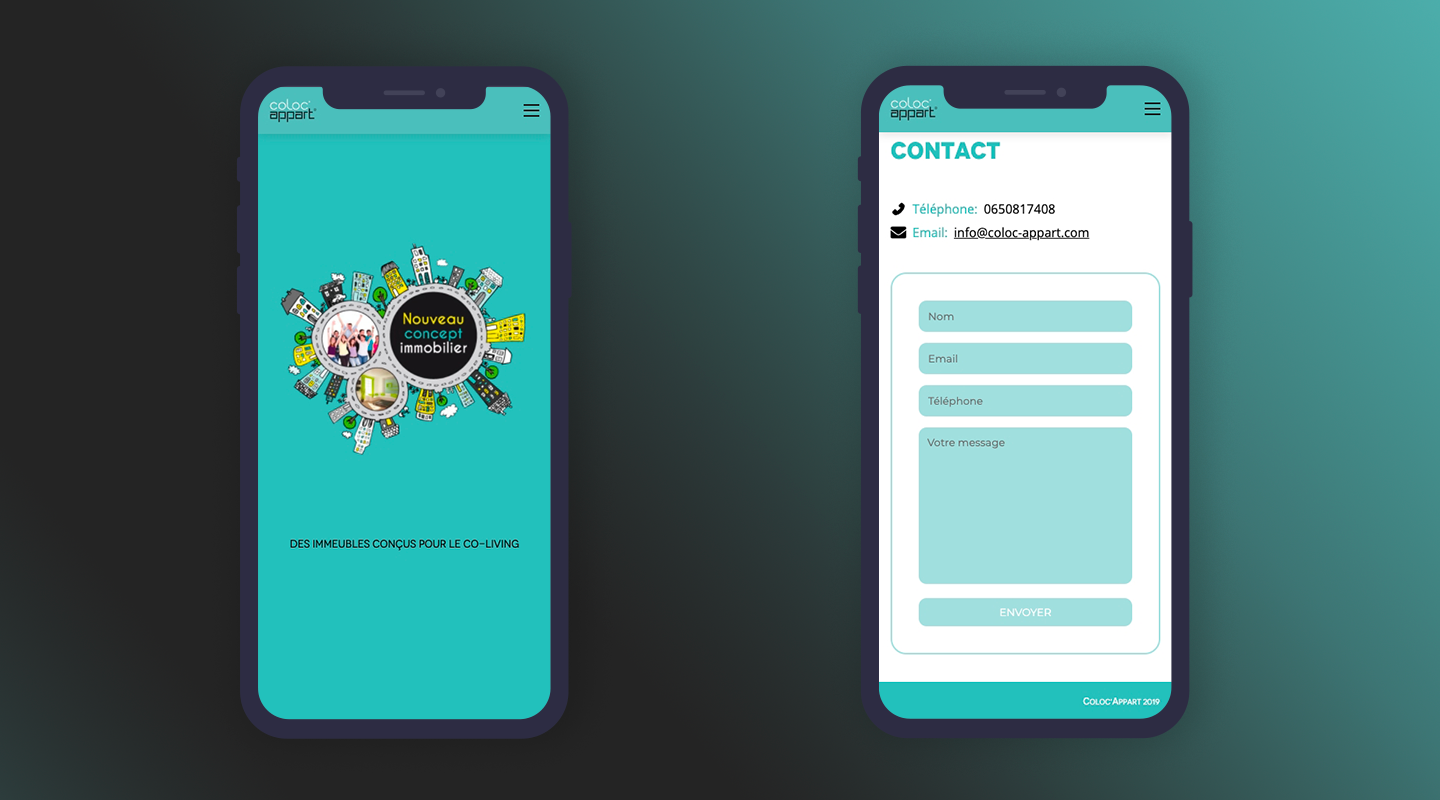 coloc'
appart®
Nouveau
concept
immobilier
DES IMMEUBLES CONÇUS POUR LE CO-LIVING
coloc'
appart®
CONTACT
Téléphone: 0650817408
Email: info@coloc-appart.com
Nom
Email
Téléphone
Votre message
ENVOYER
Coloc'Appart 2019